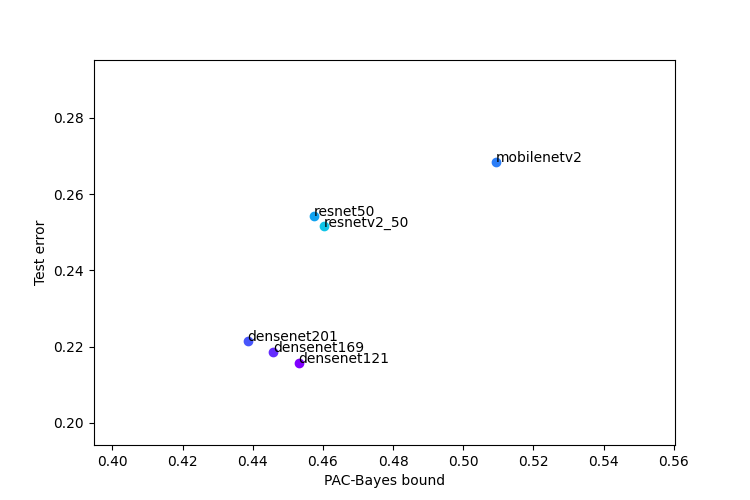 0.28
mobilenetv2
0.26
resnet50
resnetv2_50
Test error
0.24
densenet201
0.22
densenet169
densenet121
0.20
0.40 0.42 0.44 0.46 0.48 0.50 0.52 0.54 0.56
PAC-Bayes bound